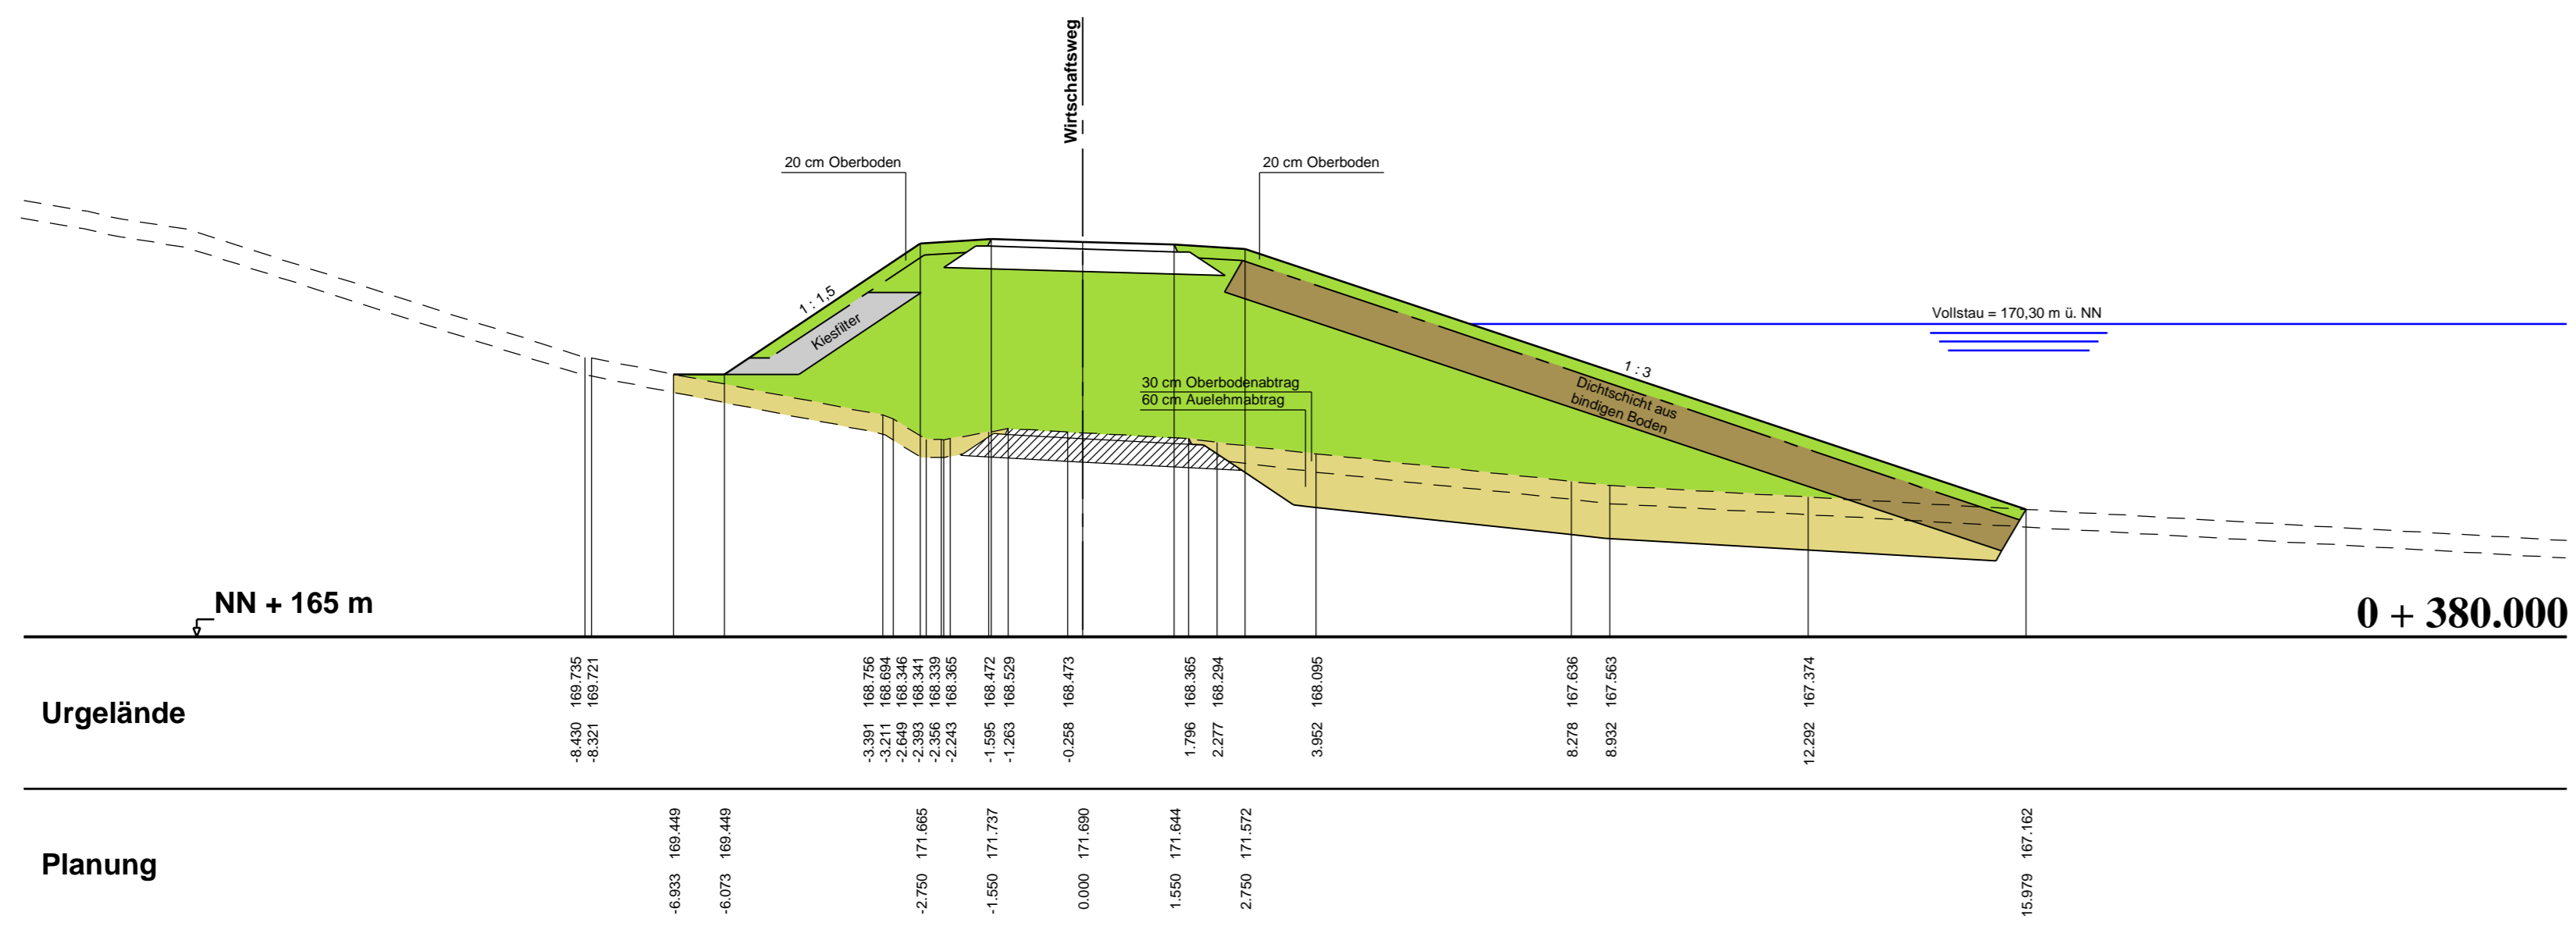 Wirtschaftsweg
20 cm Oberboden
20 cm Oberboden
1 : 1,5
Kiesfilter
Vollstau = 170,30 m ü. NN
1 : 3
Dichtschicht aus
bindigen Boden
30 cm Oberbodenabtrag
60 cm Auelehmabtrag
NN + 165 m
0 + 380.000
Urgelände
-8.430 169.735
-8.321 169.721
-3.391 168.756
-3.211 168.694
-2.649 168.346
-2.393 168.341
-2.356 168.339
-2.243 168.365
-1.595 168.472
-1.263 168.529
-0.258 168.473
1.796 168.365
2.277 168.294
3.952 168.095
8.278 167.636
8.932 167.563
12.292 167.374
Planung
-6.933 169.449
-6.073 169.449
-2.750 171.665
-1.550 171.737
0.000 171.690
1.550 171.644
2.750 171.572
15.979 167.162